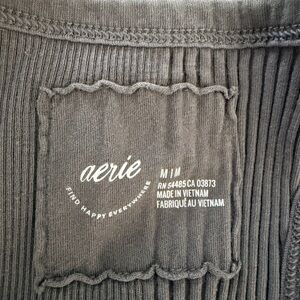 aerie
FIND HAPPY EVERYWHERE
M | M
RN 54485 CA 03873
MADE IN VIETNAM
FABRIQUÉ AU VIETNAM